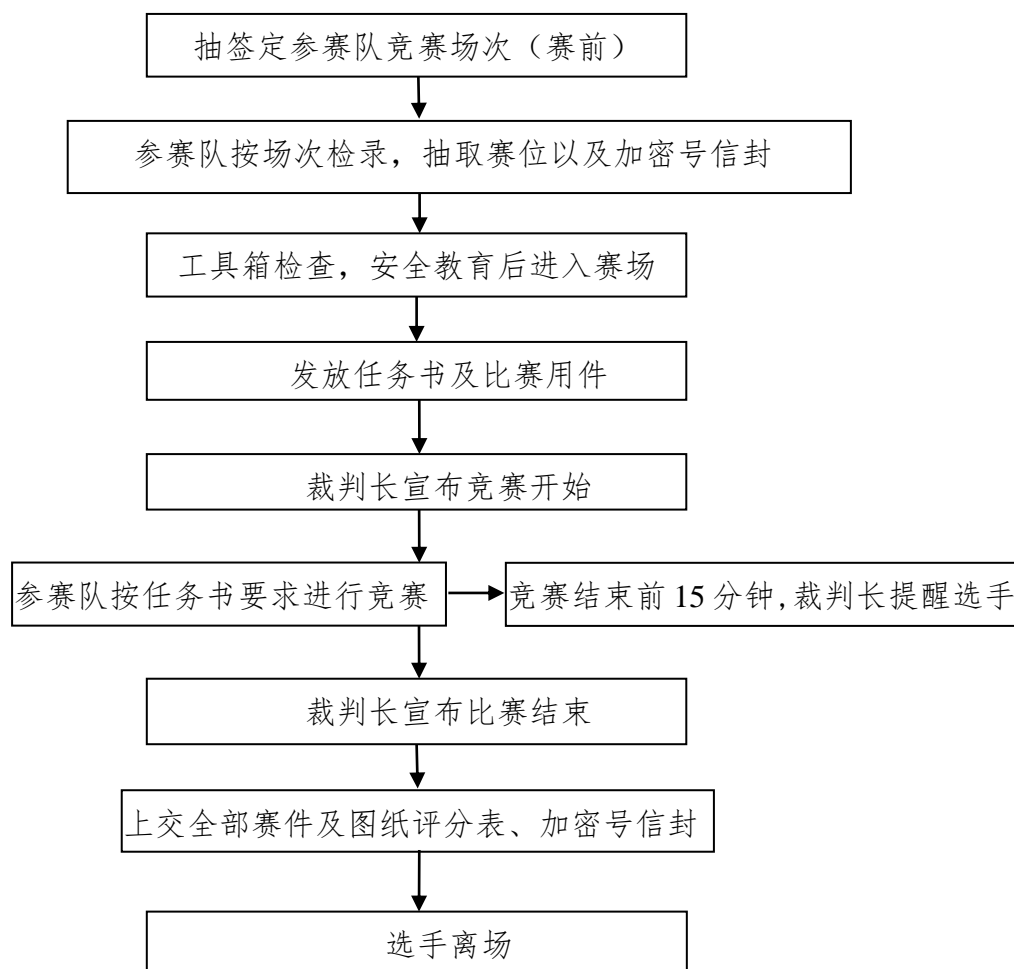 抽签定参赛队竞赛场次（赛前）
参赛队按场次检录，抽取赛位以及加密号信封
工具箱检查，安全教育后进入赛场
发放任务书及比赛用件
裁判长宣布竞赛开始
参赛队按任务书要求进行竞赛
竞赛结束前 15 分钟，裁判长提醒选手
裁判长宣布比赛结束
上交全部赛件及图纸评分表、加密号信封
选手离场